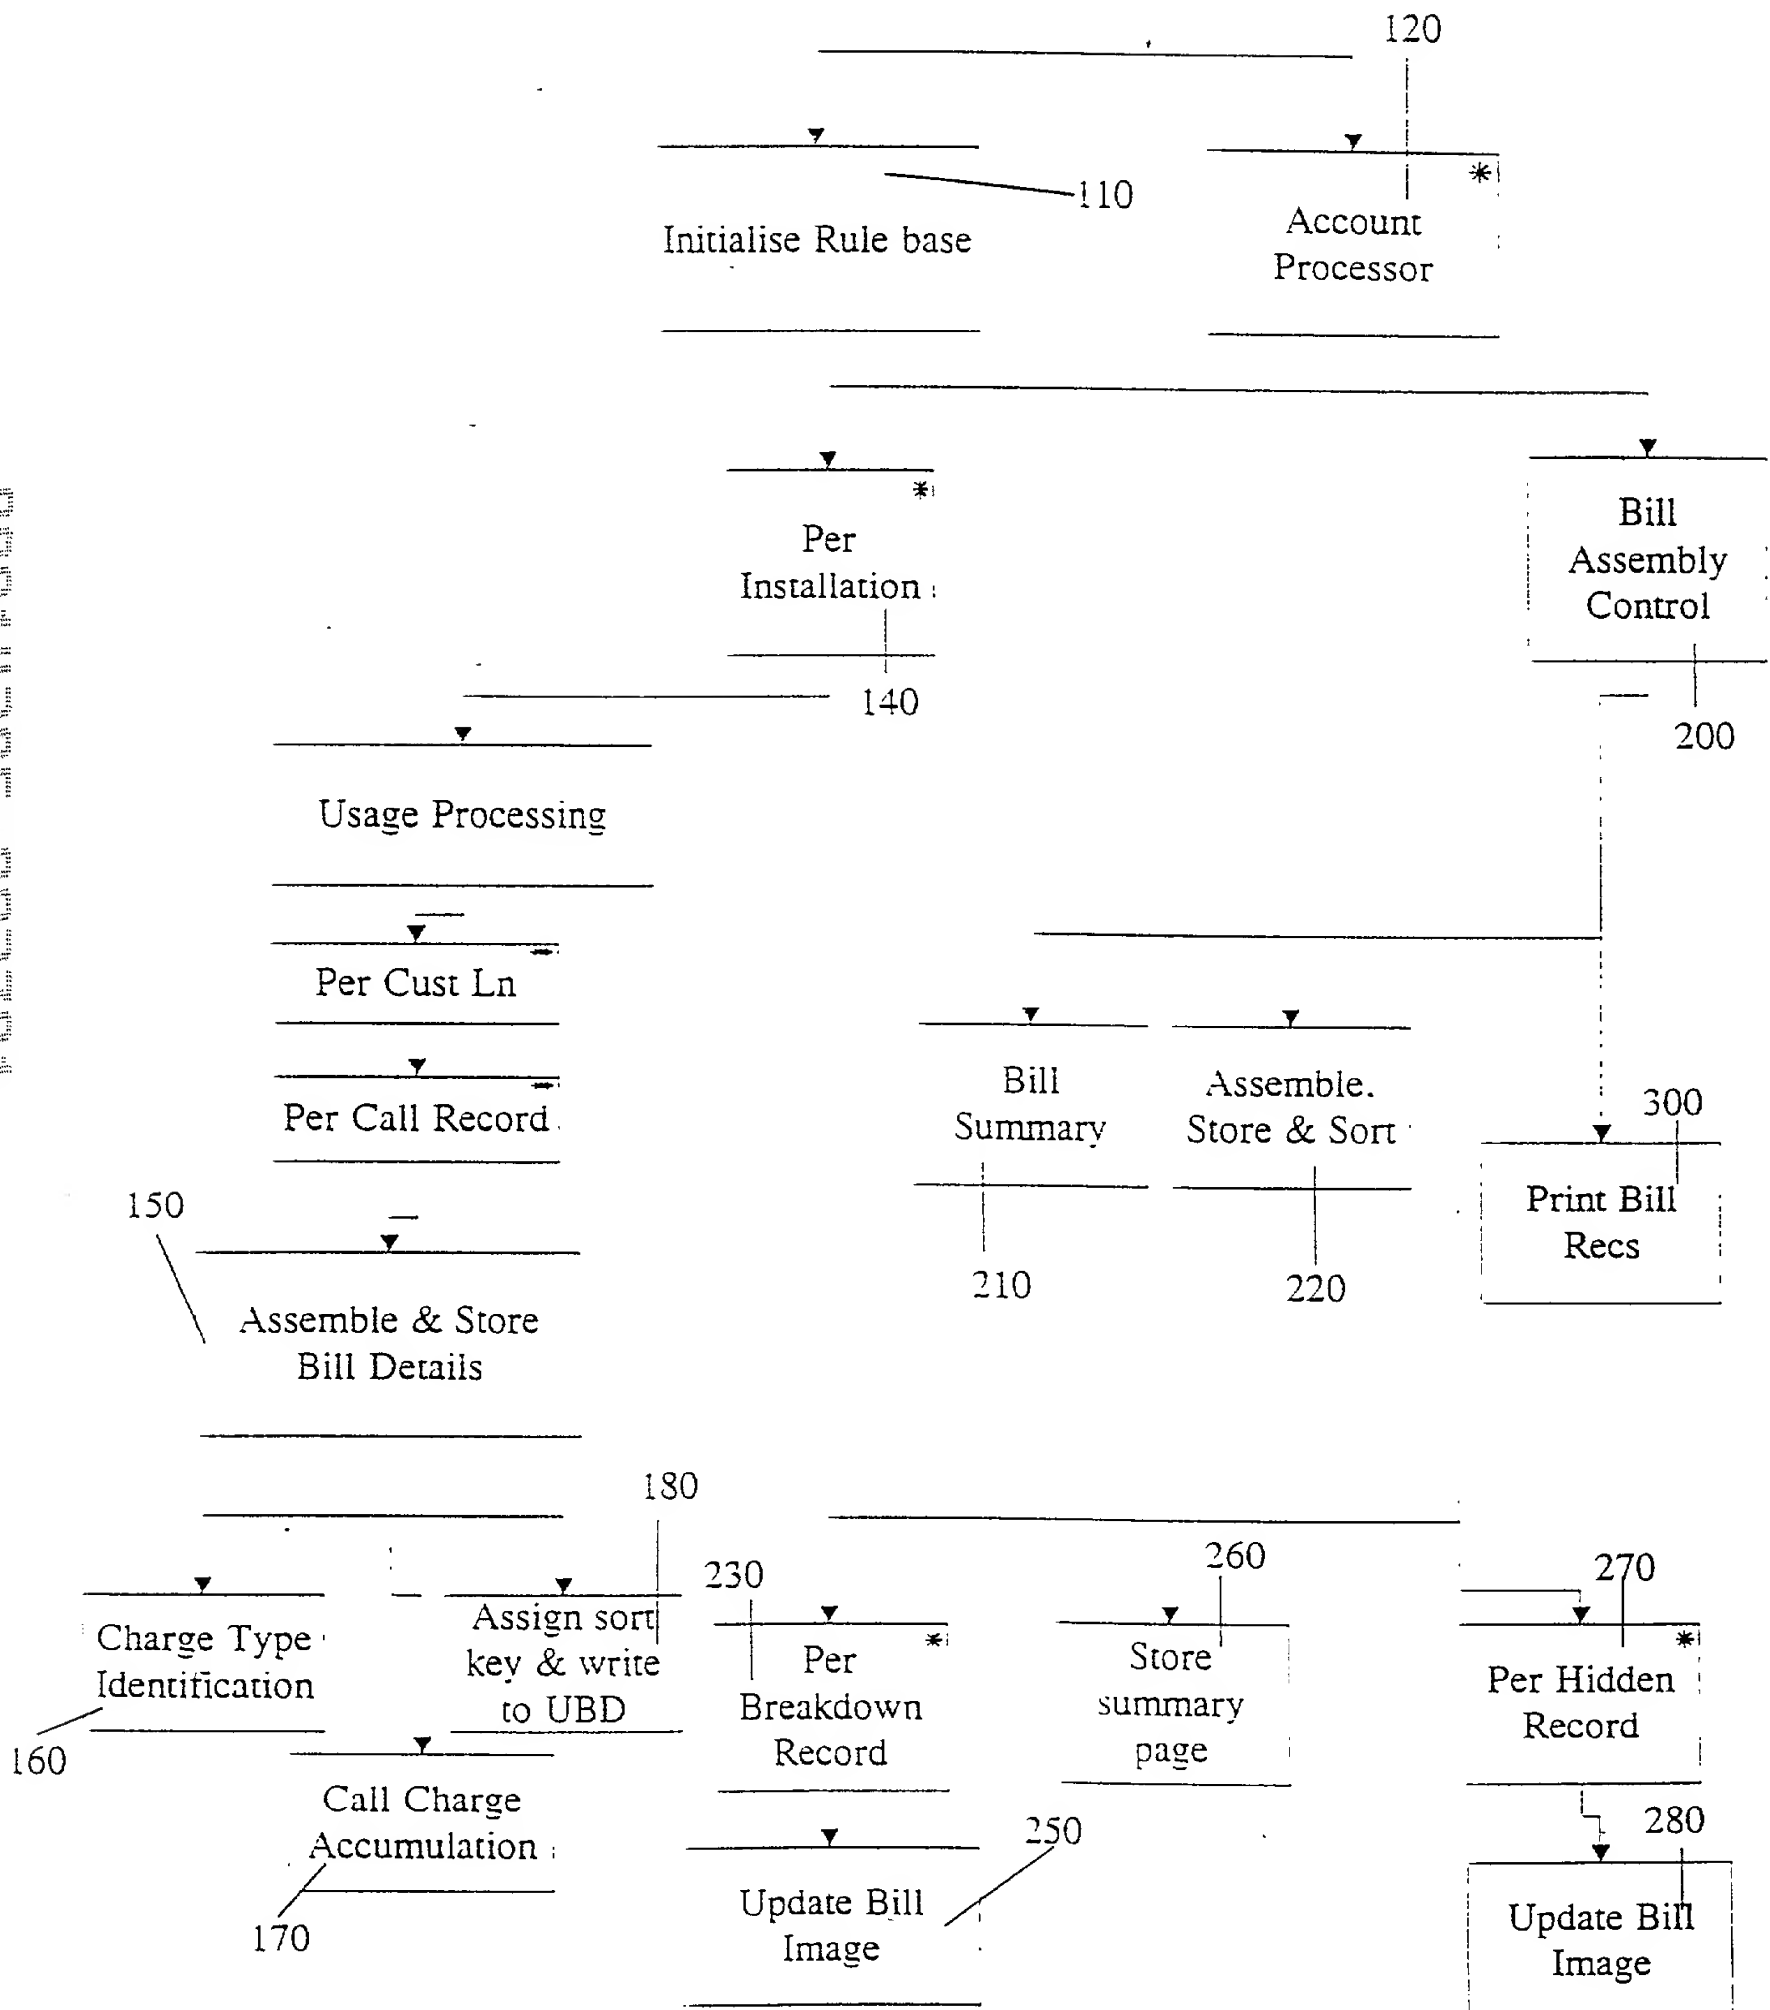 120
110
Initialise Rule base
Account
Processor
*
*
Per
Installation
140
Bill
Assembly
Control
200
Usage Processing
Per Cust Ln
Per Call Record
Bill
Summary
210
Assemble.
Store & Sort
220
300
Print Bill
Recs
150
Assemble & Store
Bill Details
180
Charge Type
Identification
160
Assign sort
key & write
to UBD
Call Charge
Accumulation
170
230
*
Per
Breakdown
Record
260
Store
summary
page
270
*
Per Hidden
Record
250
Update Bill
Image
280
Update Bill
Image